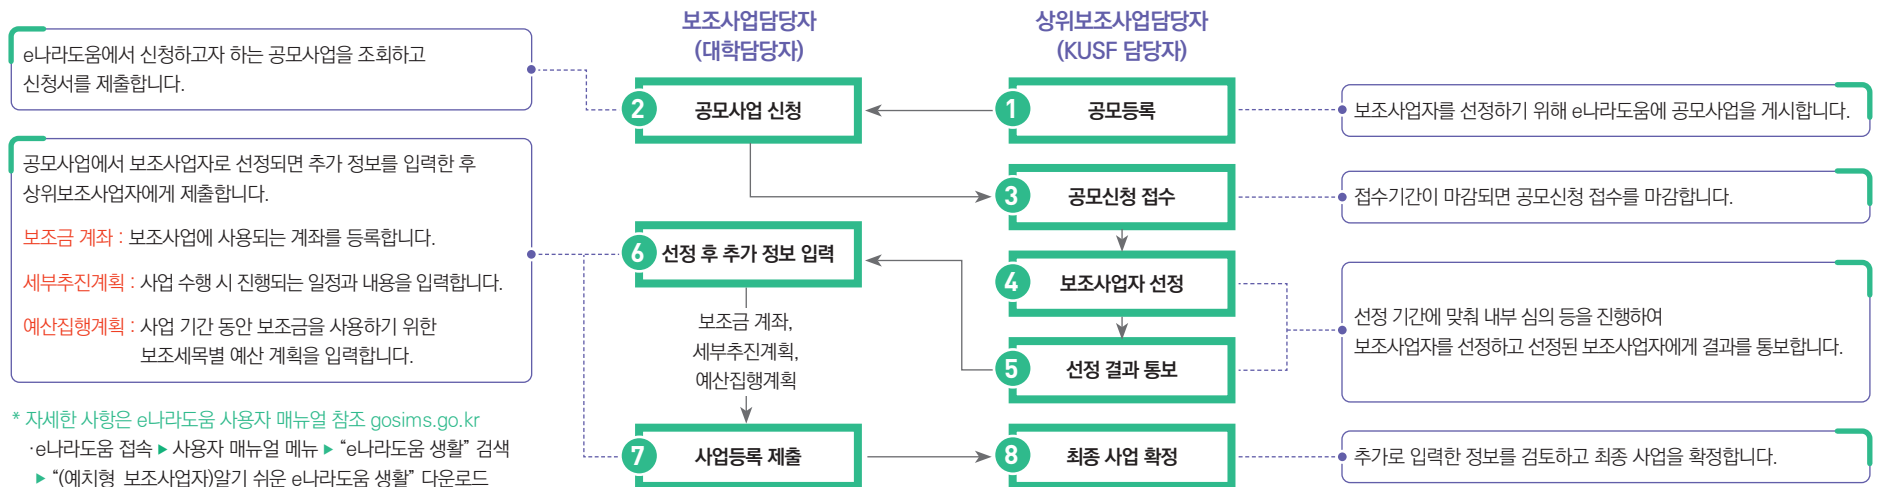 보조사업담당자
(대학담당자)
상위보조사업담당자
(KUSF 담당자)
e나라도움에서 신청하고자 하는 공모사업을 조회하고
신청서를 제출합니다.
2 공모사업 신청
1 공모등록
보조사업자를 선정하기 위해 e나라도움에 공모사업을 게시합니다.
공모사업에서 보조사업자로 선정되면 추가 정보를 입력한 후
상위보조사업자에게 제출합니다.
보조금 계좌 : 보조사업에 사용되는 계좌를 등록합니다.
세부추진계획 : 사업 수행 시 진행되는 일정과 내용을 입력합니다.
예산집행계획 : 사업 기간 동안 보조금을 사용하기 위한
보조세목별 예산 계획을 입력합니다.
3 공모신청 접수
접수기간이 마감되면 공모신청 접수를 마감합니다.
6 선정 후 추가 정보 입력
4 보조사업자 선정
보조금 계좌,
세부추진계획,
예산집행계획
5 선정 결과 통보
선정 기간에 맞춰 내부 심의 등을 진행하여
보조사업자를 선정하고 선정된 보조사업자에게 결과를 통보합니다.
* 자세한 사항은 e나라도움 사용자 매뉴얼 참조 gosims.go.kr
·e나라도움 접속 ▶ 사용자 매뉴얼 메뉴 ▶ “e나라도움 생활” 검색
▶ “(예치형 보조사업자)알기 쉬운 e나라도움 생활” 다운로드
7 사업등록 제출
8 최종 사업 확정
추가로 입력한 정보를 검토하고 최종 사업을 확정합니다.